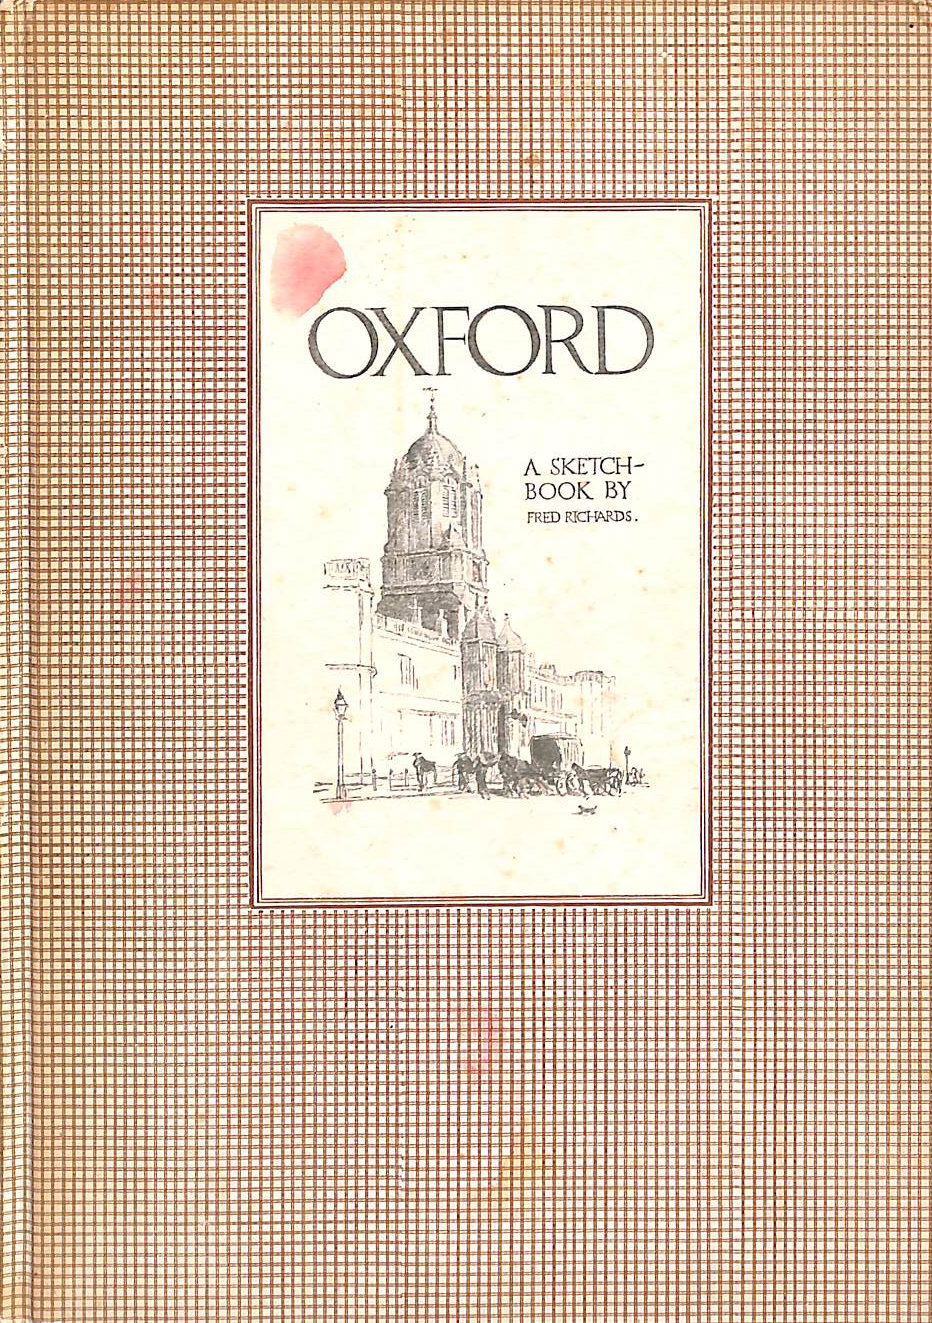 OXFORD
A SKETCH-
BOOK BY
FRED RICHARDS.